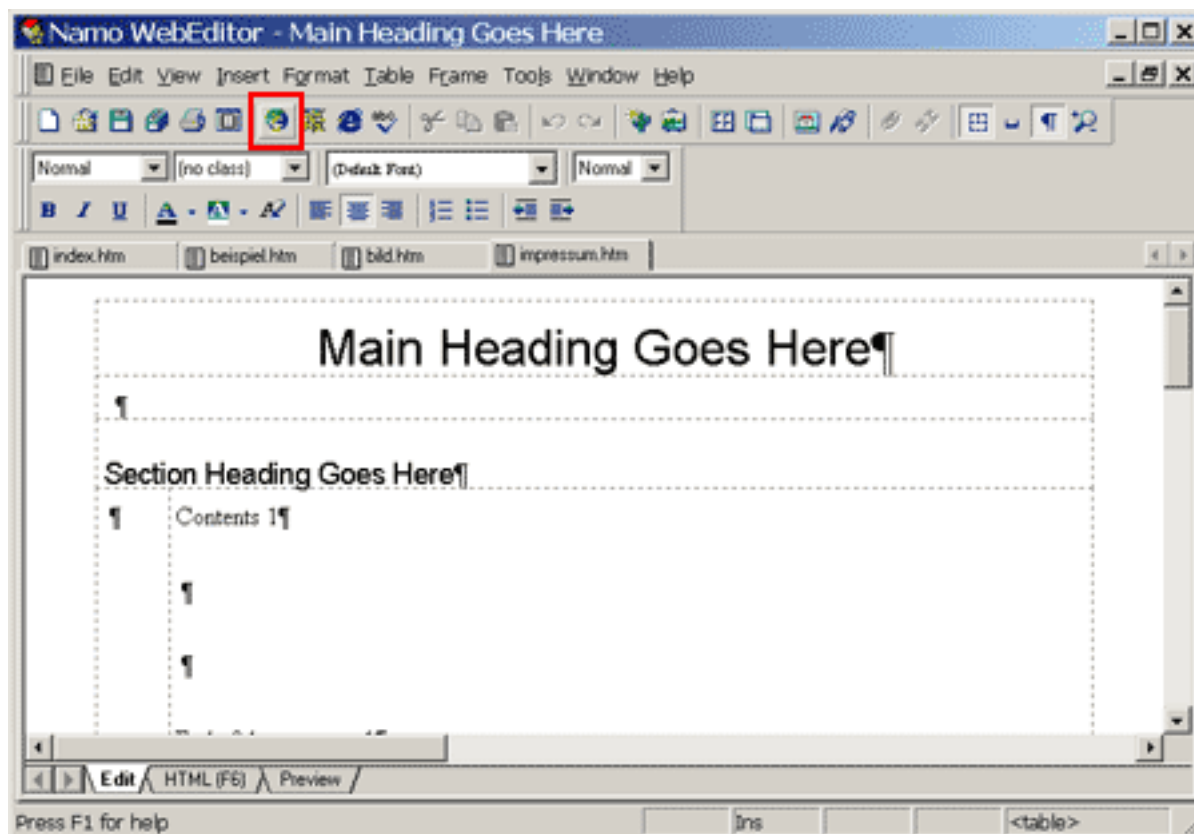 Namo WebEditor - Main Heading Goes Here
File Edit View Insert Format Table Frame Tools Window Help
Normal (no class) (Default Font) Normal
B I U A A
index.htm beispiel.htm bild.htm impressum.htm
Main Heading Goes Here¶
¶
Section Heading Goes Here¶
¶ Contents 1¶
¶
¶
Edit HTML (F6) Preview
Press F1 for help Ins <table>